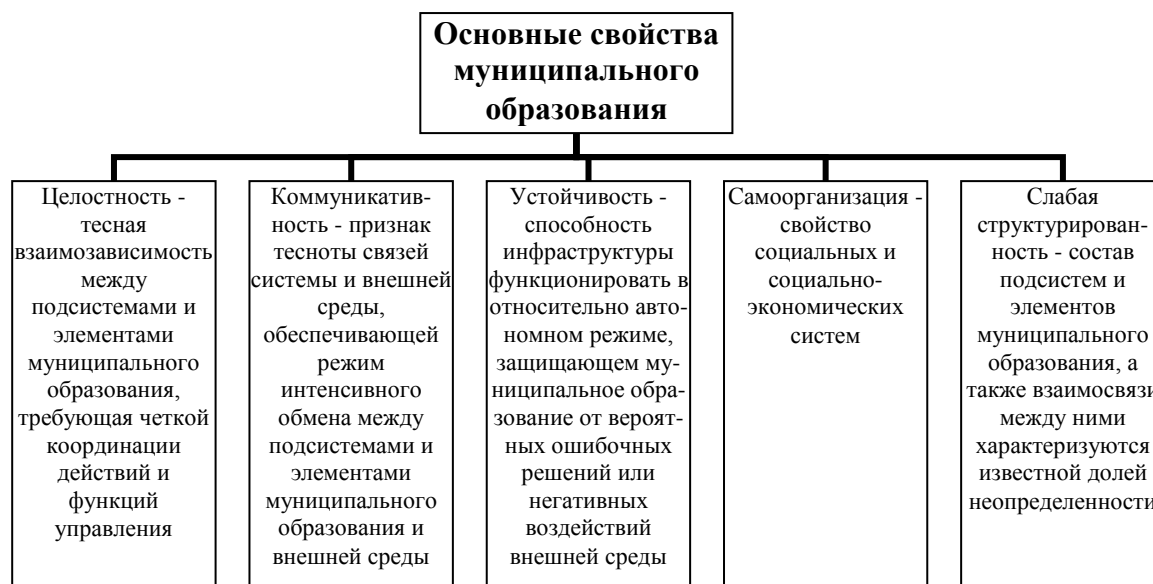 Основные свойства
муниципального
образования
Целостность -
тесная
взаимозависимость
между
подсистемами и
элементами
муниципального
образования,
требующая четкой
координации
действий и
функций
управления
Коммуникатив-
ность - признак
тесноты связей
системы и внешней
среды,
обеспечивающей
режим
интенсивного
обмена между
подсистемами и
элементами
муниципального
образования и
внешней среды
Устойчивость -
способность
инфраструктуры
функционировать в
относительно авто-
номном режиме,
защищающем му-
ниципальное обра-
зование от вероят-
ных ошибочных
решений или
негативных
воздействий
внешней среды
Самоорганизация -
свойство
социальных и
социально-
экономических
систем
Слабая
структурирован-
ность - состав
подсистем и
элементов
муниципального
образования, а
также взаимосвязи
между ними
характеризуются
известной долей
неопределенности